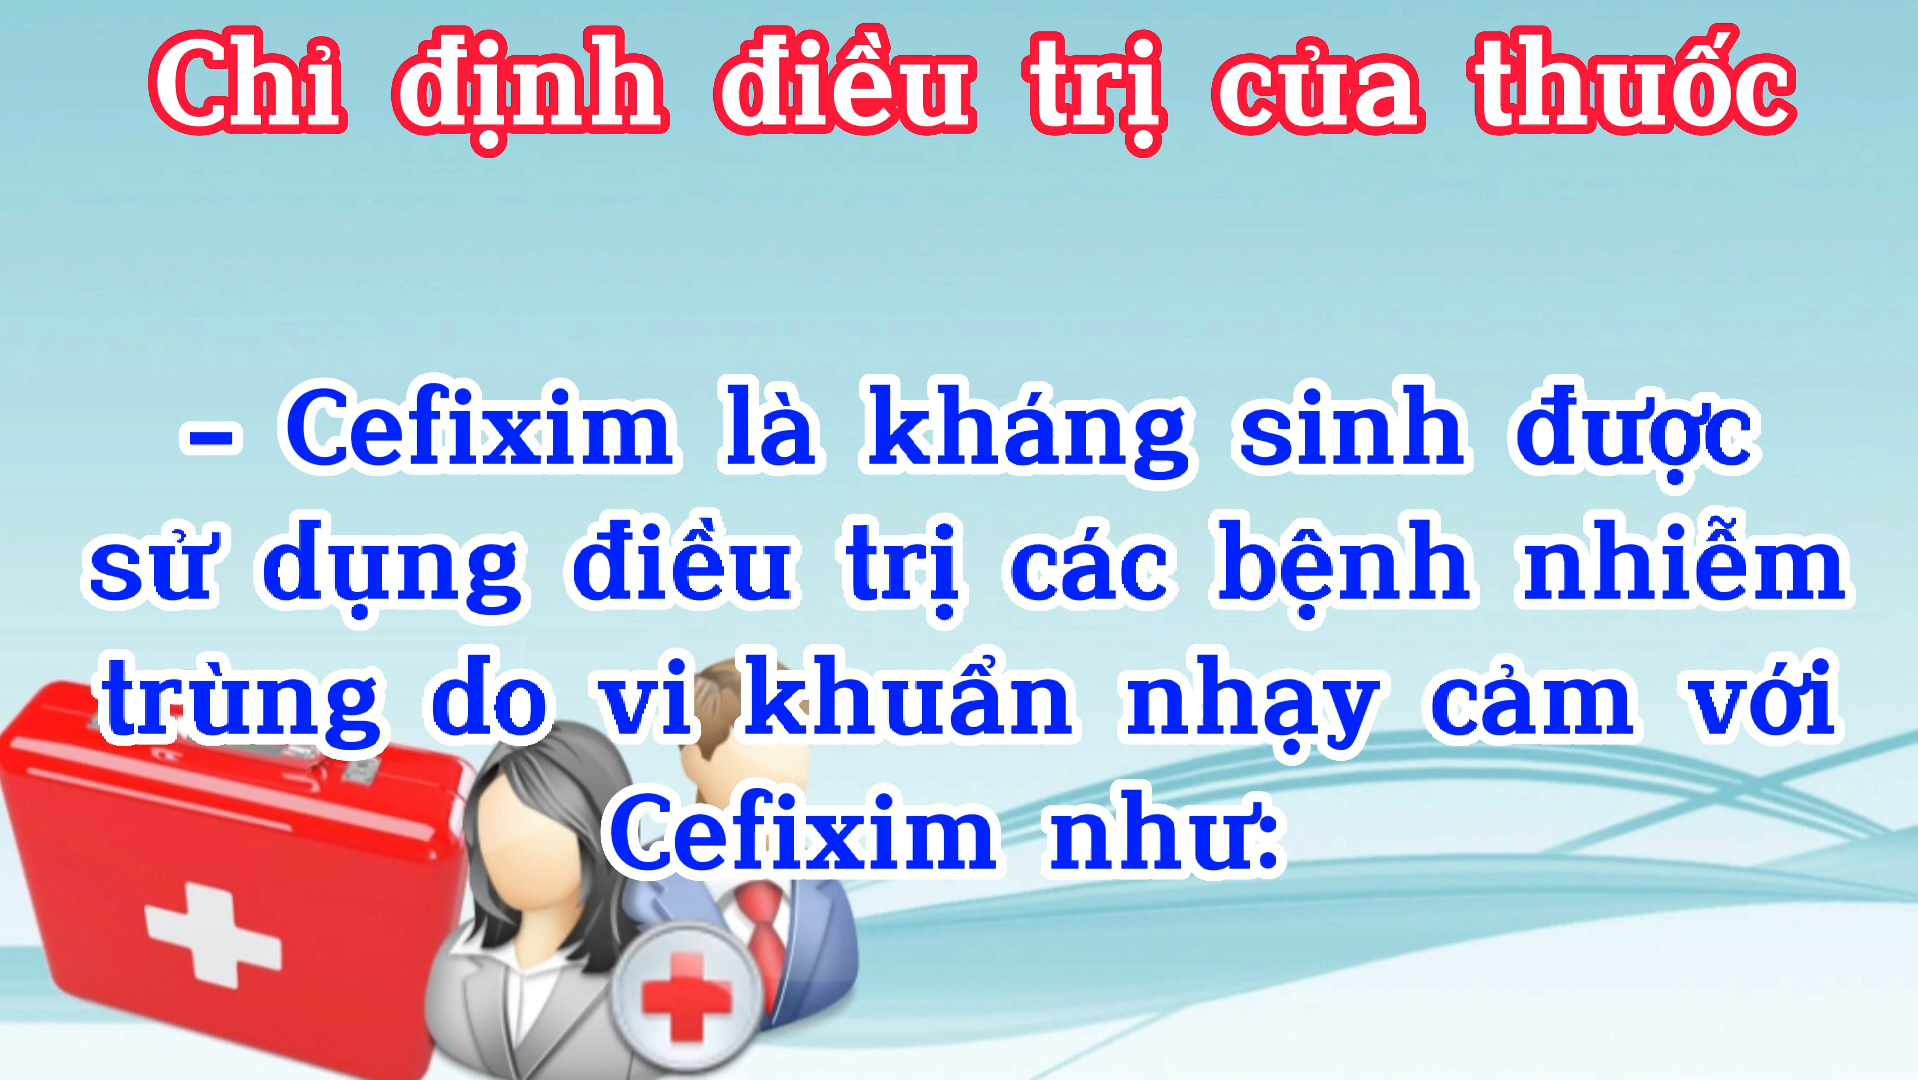 Chỉ định điều trị của thuốc
– Cefixim là kháng sinh được
sử dụng điều trị các bệnh nhiễm
trùng do vi khuẩn nhạy cảm với
Cefixim như: